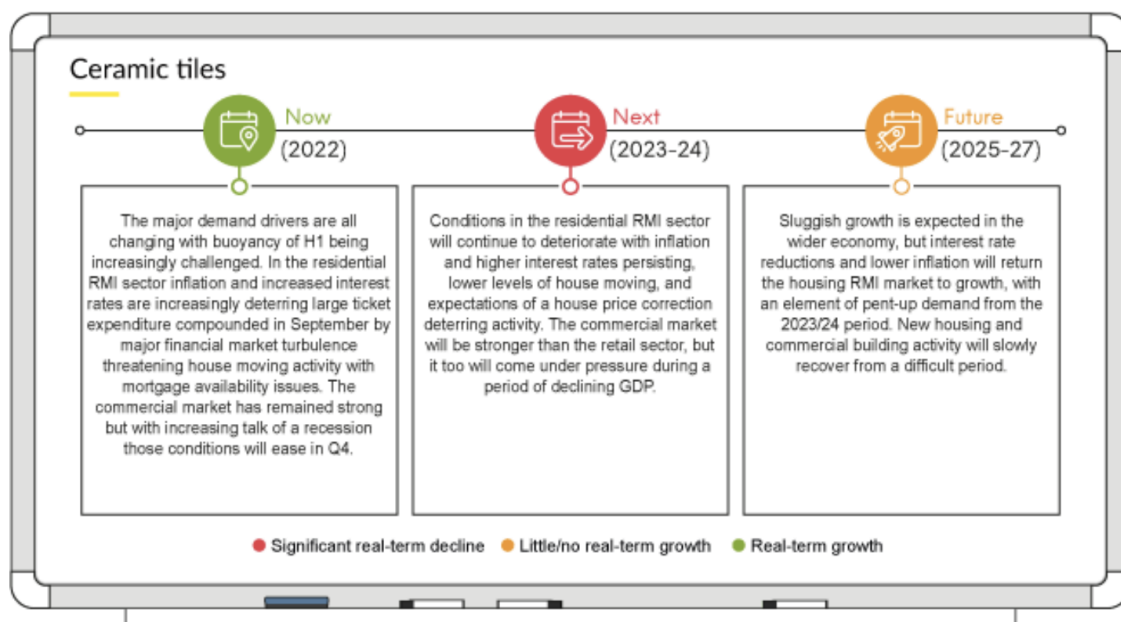 Ceramic tiles
Now
(2022)
Next
(2023-24)
Future
(2025-27)
The major demand drivers are all
changing with buoyancy of H1 being
increasingly challenged. In the residential
RMI sector inflation and increased interest
rates are increasingly deterring large ticket
expenditure compounded in September by
major financial market turbulence
threatening house moving activity with
mortgage availability issues. The
commercial market has remained strong
but with increasing talk of a recession
those conditions will ease in Q4.
Conditions in the residential RMI sector
will continue to deteriorate with inflation
and higher interest rates persisting,
lower levels of house moving, and
expectations of a house price correction
deterring activity. The commercial market
will be stronger than the retail sector, but
it too will come under pressure during a
period of declining GDP.
Sluggish growth is expected in the
wider economy, but interest rate
reductions and lower inflation will return
the housing RMI market to growth, with
an element of pent-up demand from the
2023/24 period. New housing and
commercial building activity will slowly
recover from a difficult period.
Significant real-term decline
Little/no real-term growth
Real-term growth